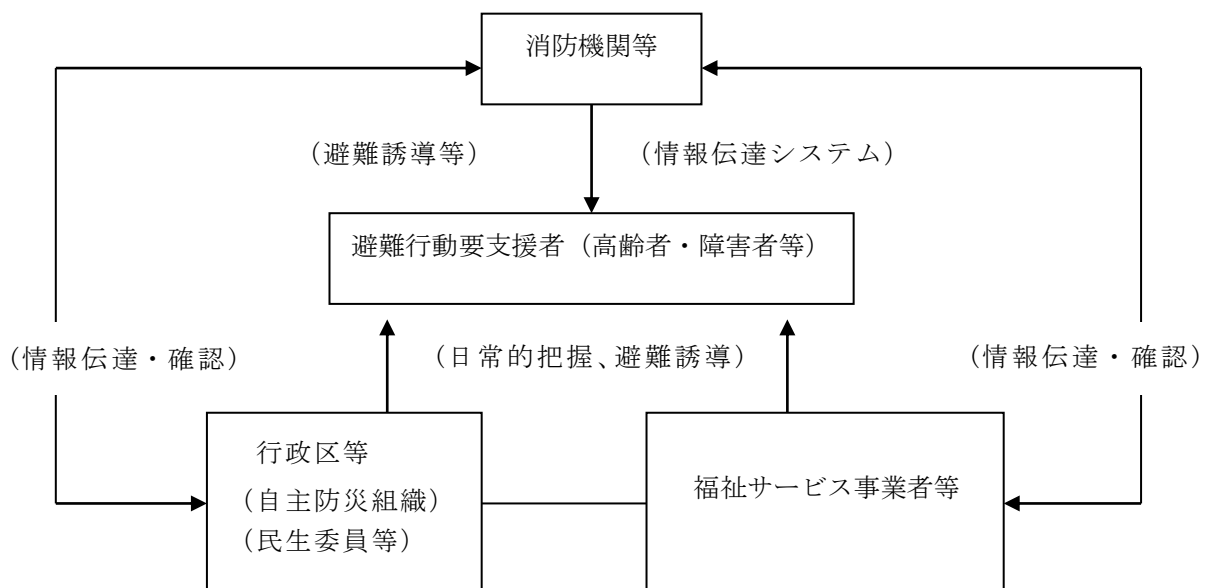 消防機関等
（避難誘導等）
（情報伝達システム）
避難行動要支援者（高齢者・障害者等）
（情報伝達・確認）
（日常的把握、避難誘導）
（情報伝達・確認）
行政区等
（自主防災組織）
（民生委員等）
福祉サービス事業者等